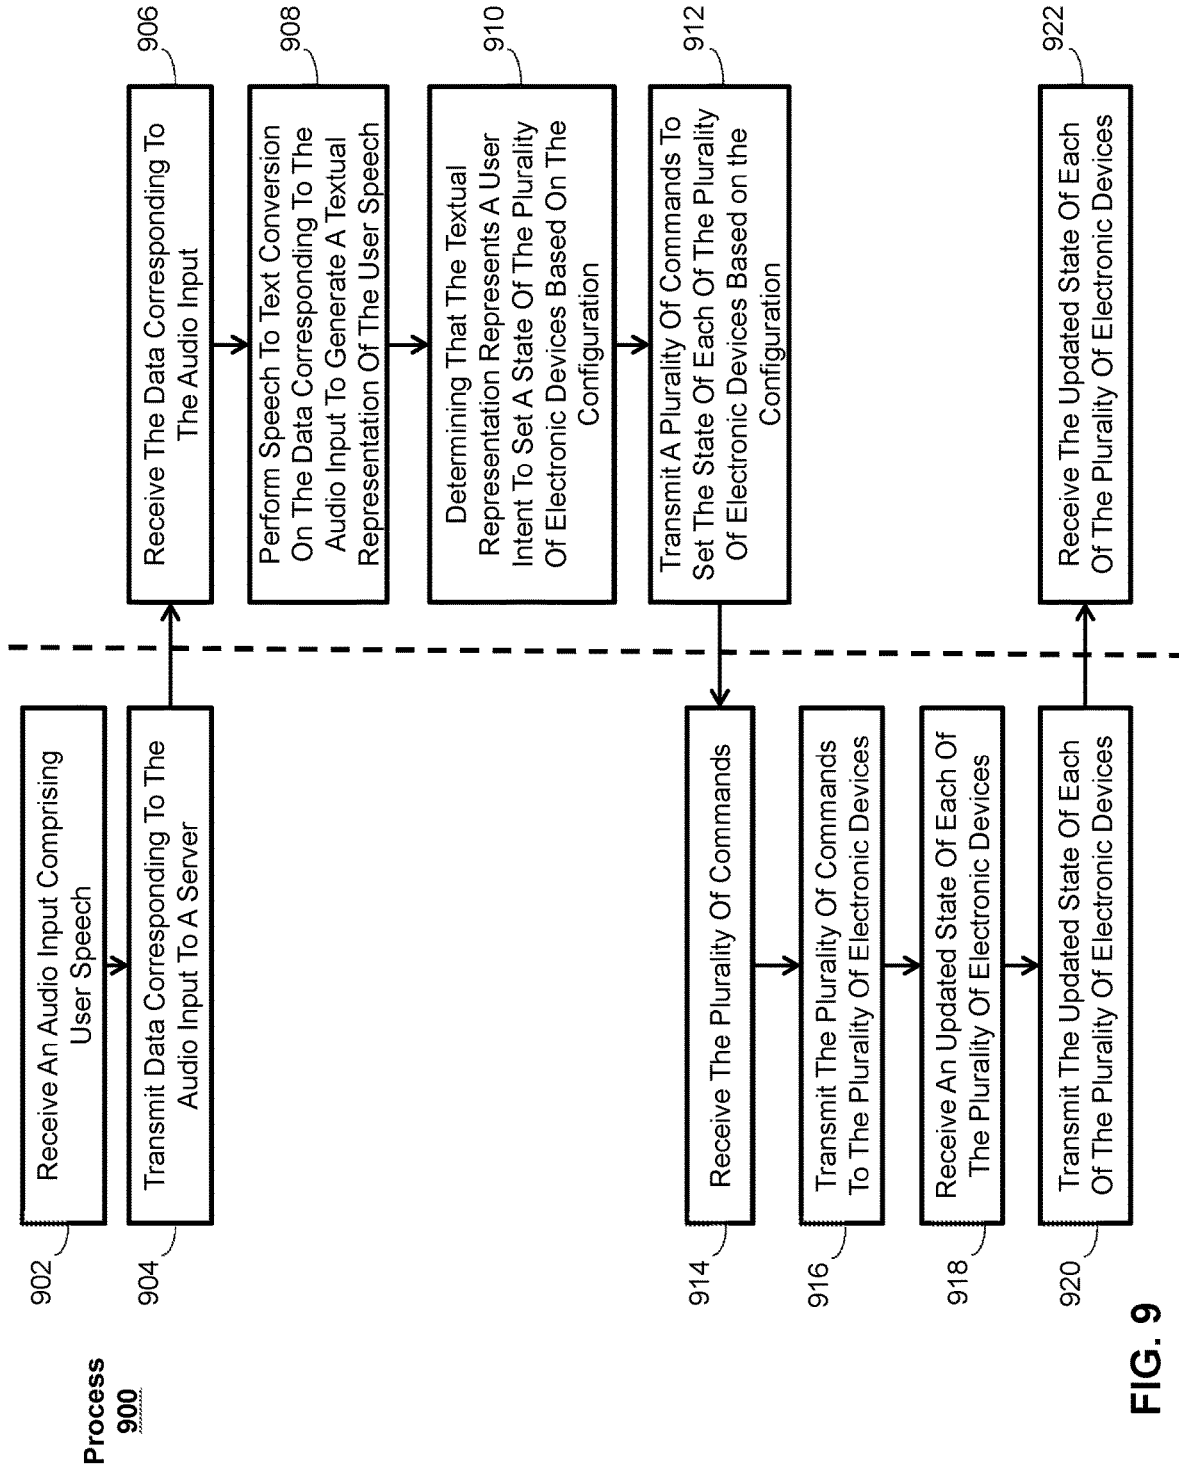 Process
900
902
Receive An Audio Input Comprising
User Speech
904
Transmit Data Corresponding To The
Audio Input To A Server
906
Receive The Data Corresponding To
The Audio Input
908
Perform Speech To Text Conversion
On The Data Corresponding To The
Audio Input To Generate A Textual
Representation Of The User Speech
910
Determining That The Textual
Representation Represents A User
Intent To Set A State Of The Plurality
Of Electronic Devices Based On The
Configuration
912
Transmit A Plurality Of Commands To
Set The State Of Each Of The Plurality
Of Electronic Devices Based on the
Configuration
914
Receive The Plurality Of Commands
916
Transmit The Plurality Of Commands
To The Plurality Of Electronic Devices
918
Receive An Updated State Of Each Of
The Plurality Of Electronic Devices
920
Transmit The Updated State Of Each
Of The Plurality Of Electronic Devices
922
Receive The Updated State Of Each
Of The Plurality Of Electronic Devices
FIG. 9